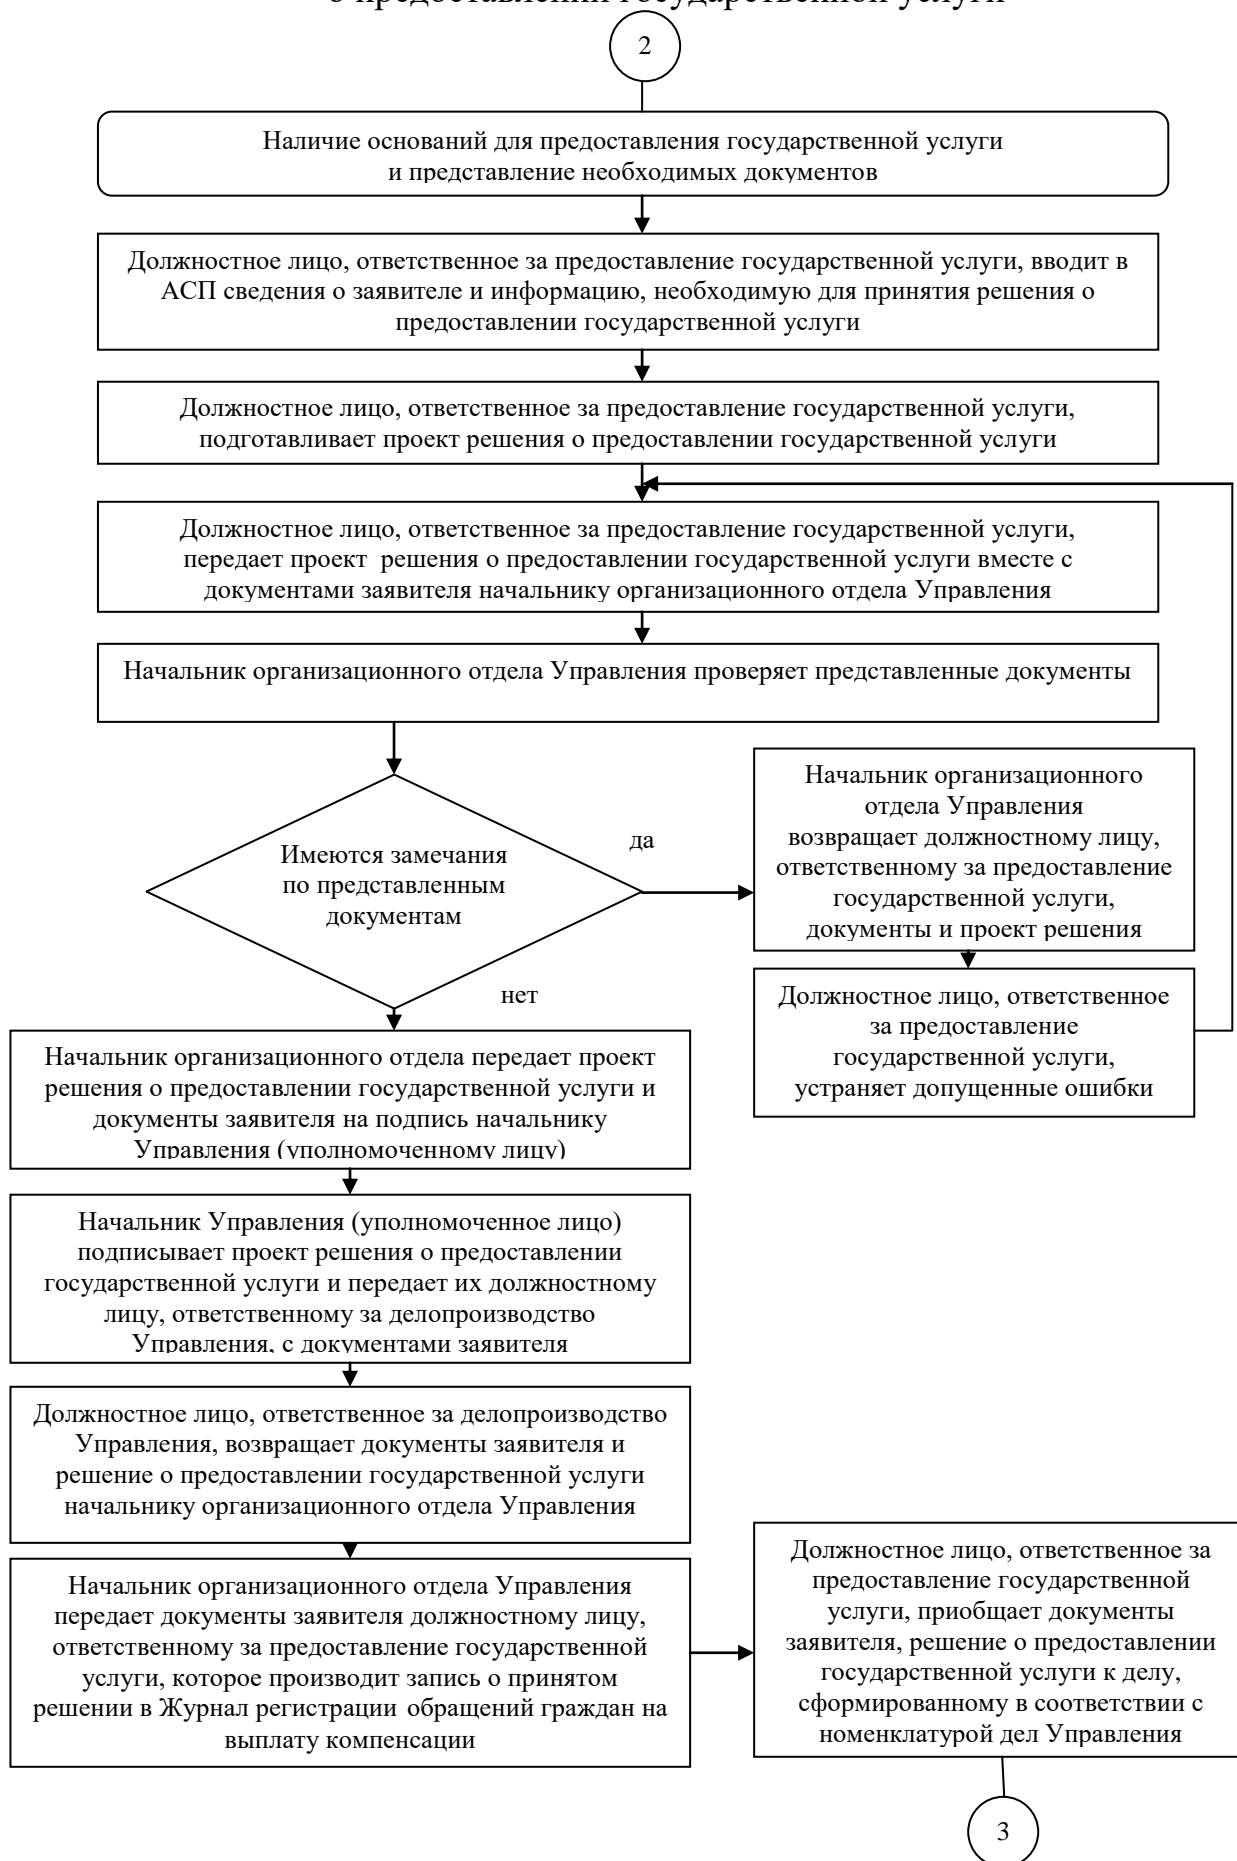 о предоставлении государственной услуги
2
Наличие оснований для предоставления государственной услуги
и представление необходимых документов
Должностное лицо, ответственное за предоставление государственной услуги, вводит в
АСП сведения о заявителе и информацию, необходимую для принятия решения о
предоставлении государственной услуги
Должностное лицо, ответственное за предоставление государственной услуги,
подготавливает проект решения о предоставлении государственной услуги
Должностное лицо, ответственное за предоставление государственной услуги,
передает проект решения о предоставлении государственной услуги вместе с
документами заявителя начальнику организационного отдела Управления
Начальник организационного отдела Управления проверяет представленные документы
Имеются замечания
по представленным
документам
да
Начальник организационного
отдела Управления
возвращает должностному лицу,
ответственному за предоставление
государственной услуги,
документы и проект решения
Должностное лицо, ответственное
за предоставление
государственной услуги,
устраняет допущенные ошибки
нет
Начальник организационного отдела передает проект
решения о предоставлении государственной услуги и
документы заявителя на подпись начальнику
Управления (уполномоченному лицу)
Начальник Управления (уполномоченное лицо)
подписывает проект решения о предоставлении
государственной услуги и передает их должностному
лицу, ответственному за делопроизводство
Управления, с документами заявителя
Должностное лицо, ответственное за делопроизводство
Управления, возвращает документы заявителя и
решение о предоставлении государственной услуги
начальнику организационного отдела Управления
Начальник организационного отдела Управления
передает документы заявителя должностному лицу,
ответственному за предоставление государственной
услуги, которое производит запись о принятом
решении в Журнал регистрации обращений граждан на
выплату компенсации
Должностное лицо, ответственное за
предоставление государственной
услуги, приобщает документы
заявителя, решение о предоставлении
государственной услуги к делу,
сформированному в соответствии с
номенклатурой дел Управления
3